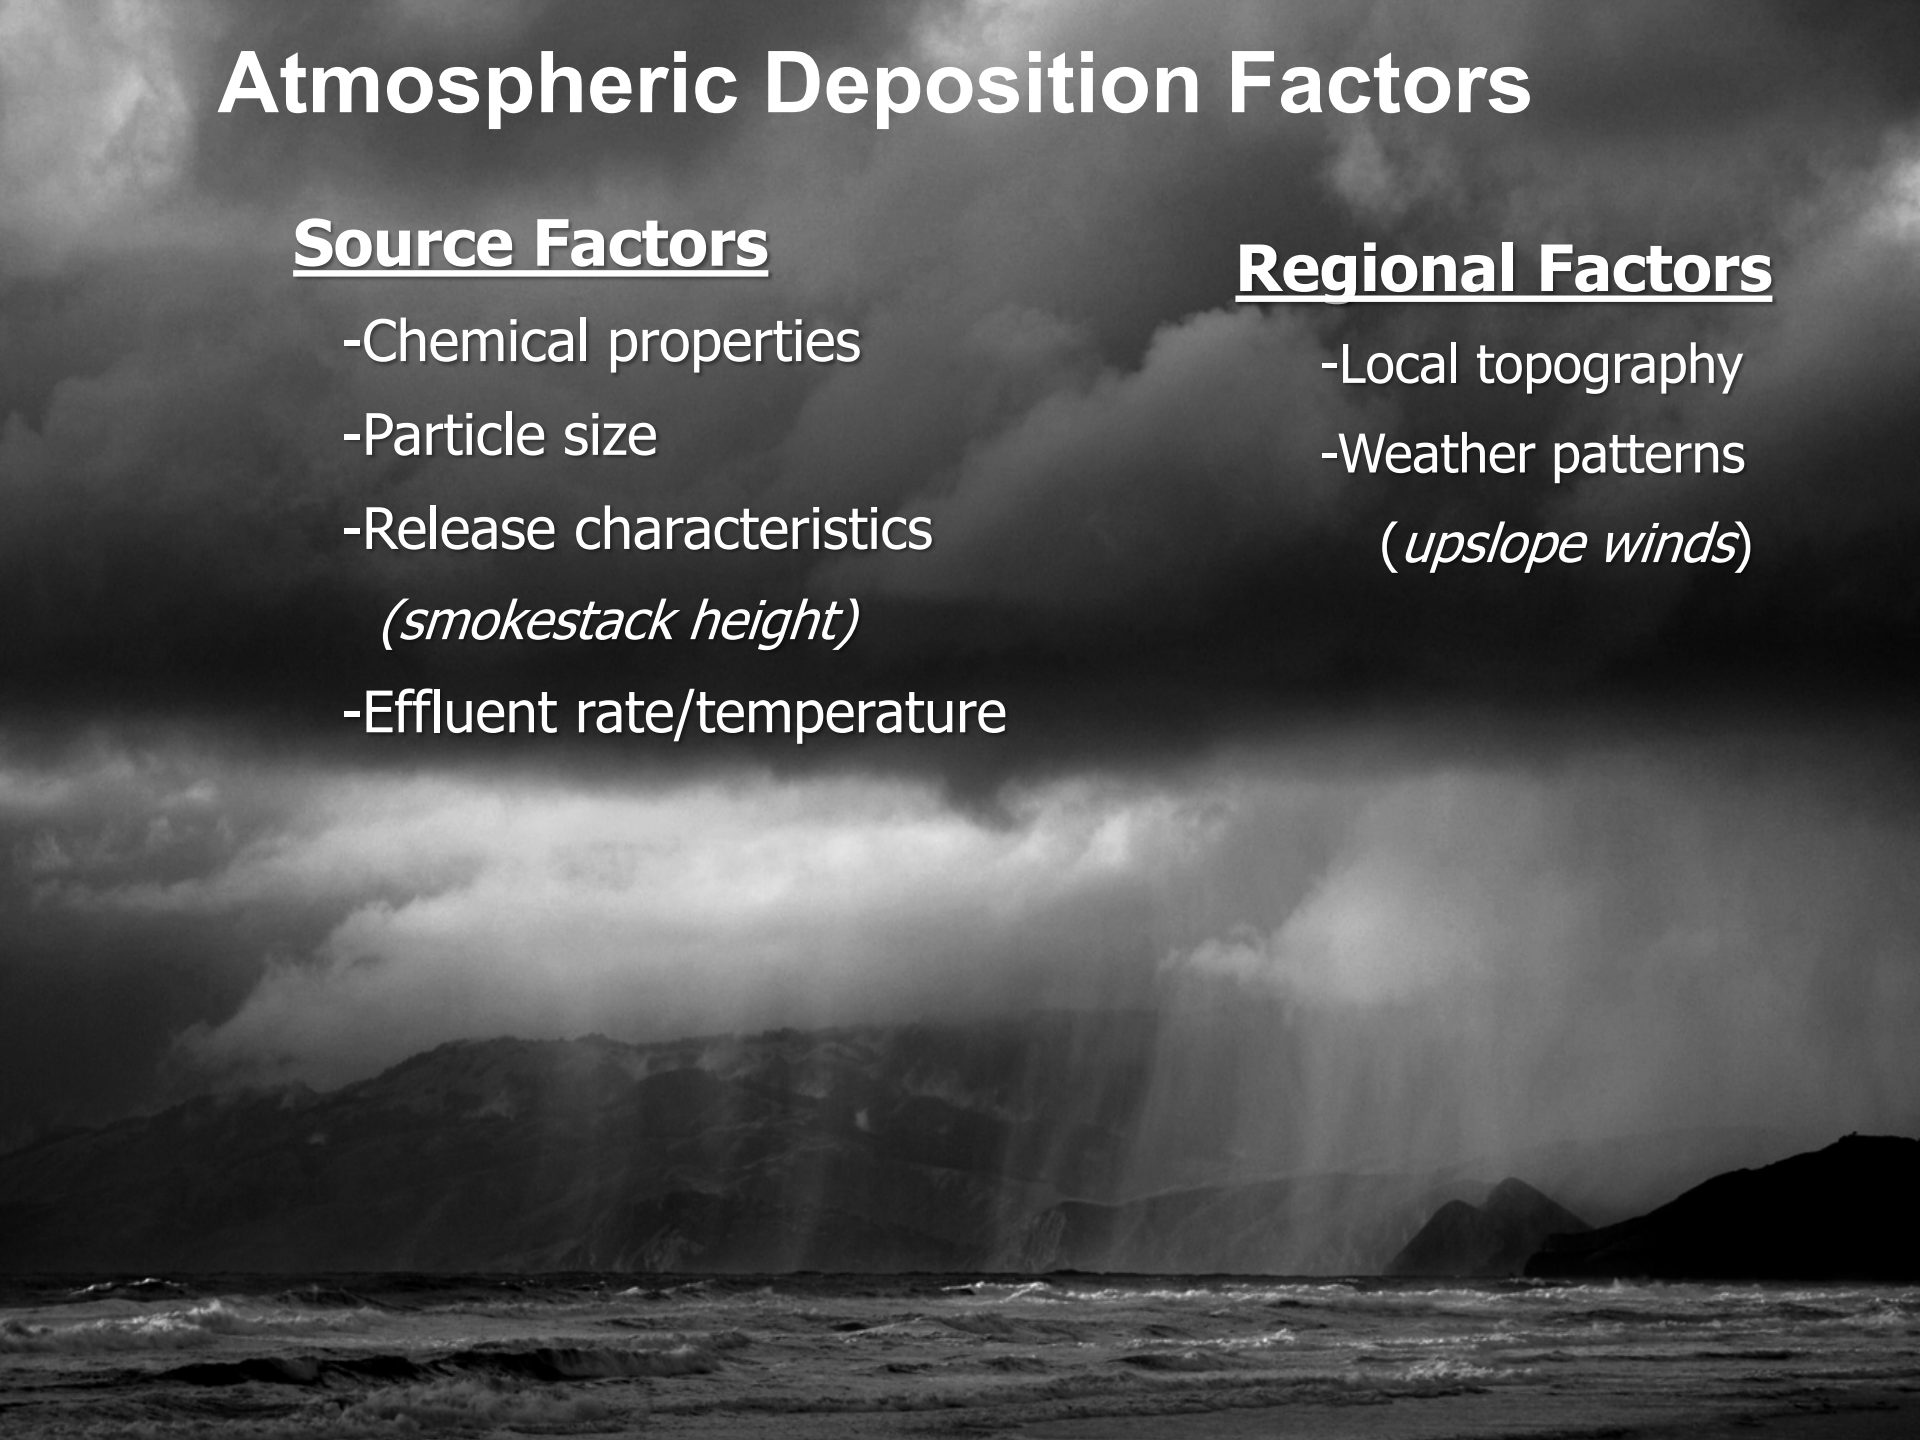 Atmospheric Deposition Factors
Source Factors
-Chemical properties
-Particle size
-Release characteristics
(smokestack height)
-Effluent rate/temperature
Regional Factors
-Local topography
-Weather patterns
(upslope winds)